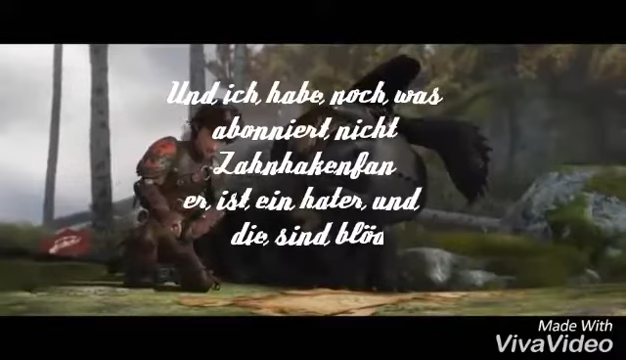 Und ich, habe, noch, was
abonniert, nicht
Zahnhakenfan
er, ist, ein hater, und
die, sind blöd
Made With
VivaVideo